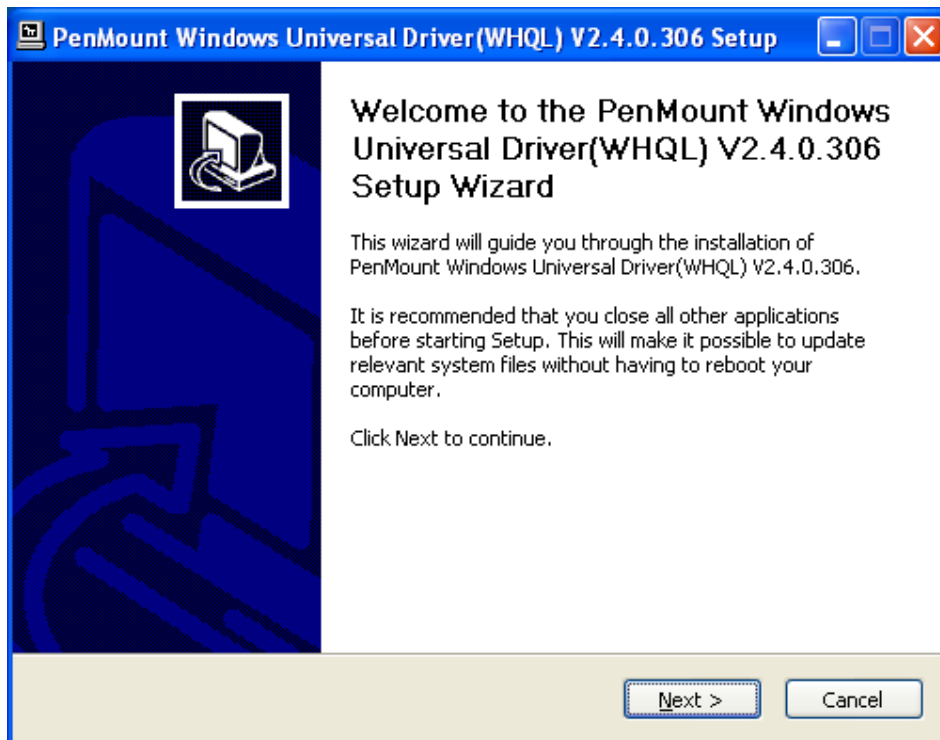 PenMount Windows Universal Driver(WHQL) V2.4.0.306 Setup
Welcome to the PenMount Windows
Universal Driver(WHQL) V2.4.0.306
Setup Wizard
This wizard will guide you through the installation of
PenMount Windows Universal Driver(WHQL) V2.4.0.306.
It is recommended that you close all other applications
before starting Setup. This will make it possible to update
relevant system files without having to reboot your
computer.
Click Next to continue.
Next >
Cancel